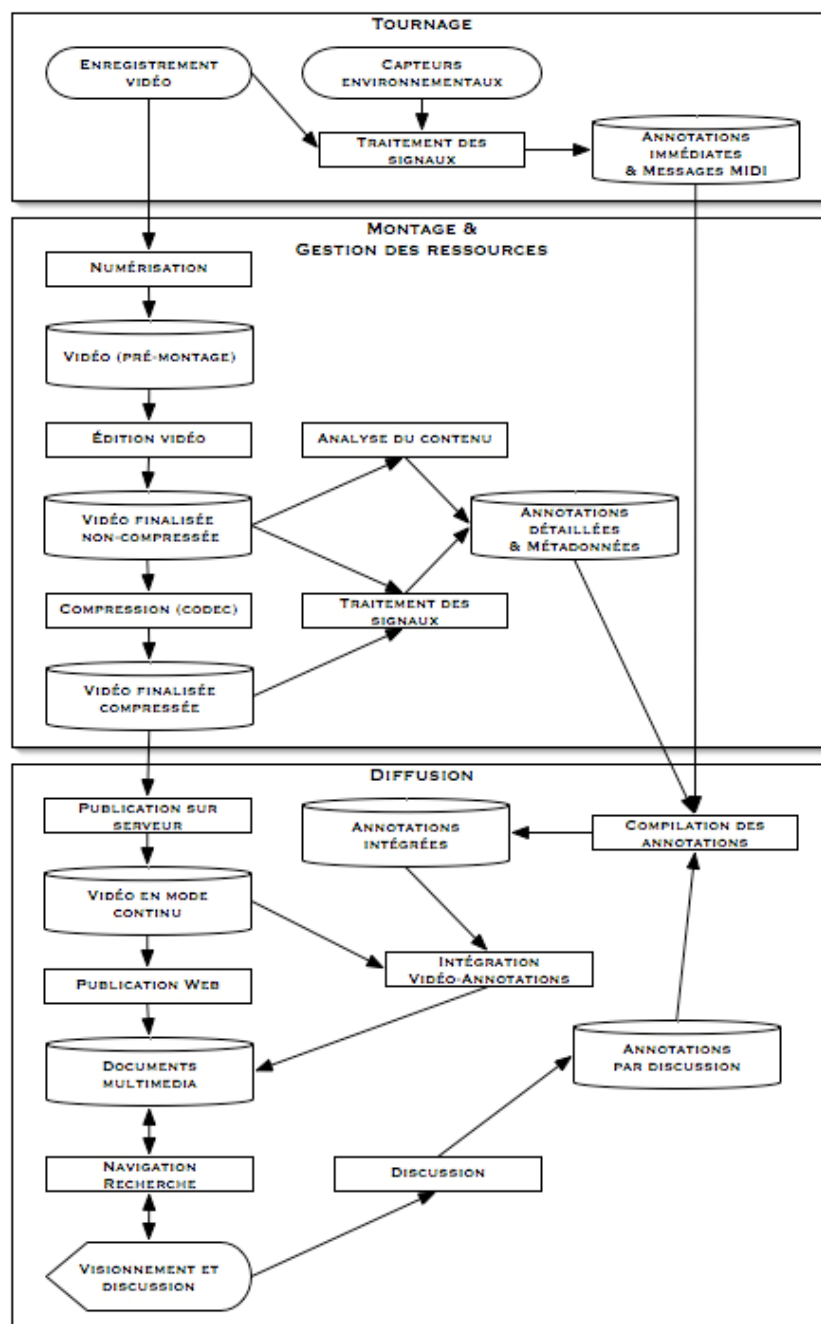 Tournage
Enregistrement
vidéo
Capteurs
environnementaux
Traitement des
signaux
Annotations
immédiates
& Messages MIDI
Montage &
Gestion des ressources
Numérisation
Vidéo (pré-montage)
Édition vidéo
Analyse du contenu
Vidéo finalisée
non-compressée
Annotations
détaillées
& Métadonnées
Compression (codec)
Traitement des
signaux
Vidéo finalisée
compressée
Diffusion
Publication sur
serveur
Annotations
intégrées
Compilation des
annotations
Vidéo en mode
continu
Intégration
Vidéo-Annotations
Publication Web
Documents
multimedia
Annotations
par discussion
Navigation
Recherche
Discussion
Visionnement et
discussion